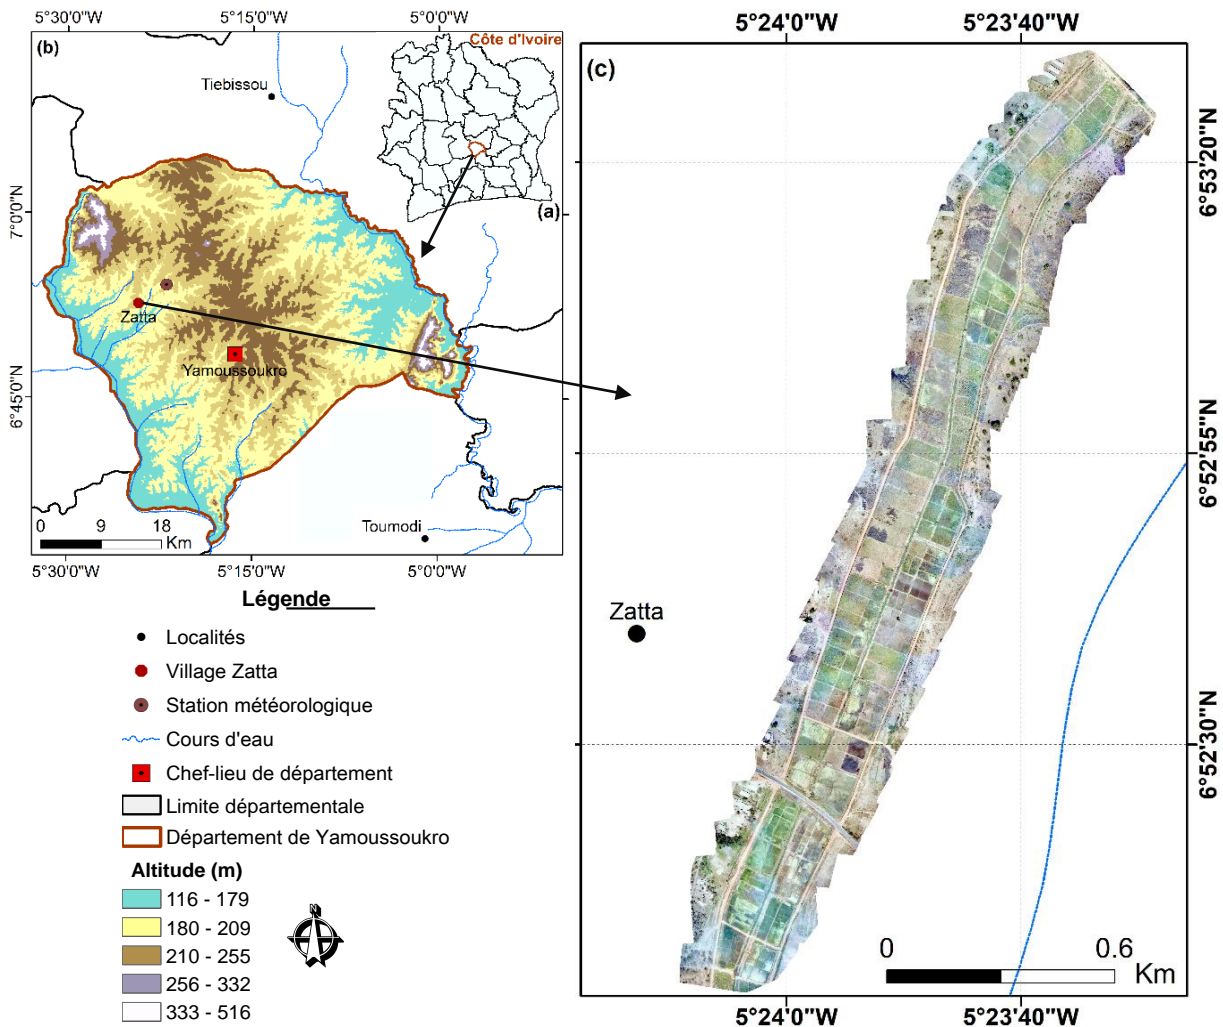 5°30'0"W 5°15'0"W 5°0'0"W
(b)
Côte d'Ivoire
Tiebissou
(a)
7°0'0"N
6°45'0"N
Zatta
Yamoussoukro
Toumodi
0 9 18
Km
5°30'0"W 5°15'0"W 5°0'0"W
Légende
Localités
Village Zatta
Station météorologique
Cours d'eau
Chef-lieu de département
Limite départementale
Département de Yamoussoukro
Altitude (m)
116 - 179
180 - 209
210 - 255
256 - 332
333 - 516
N
5°24'0"W 5°23'40"W
(c)
6°53'20"N
6°52'55"N
6°52'30"N
Zatta
0 0.6
Km
5°24'0"W 5°23'40"W